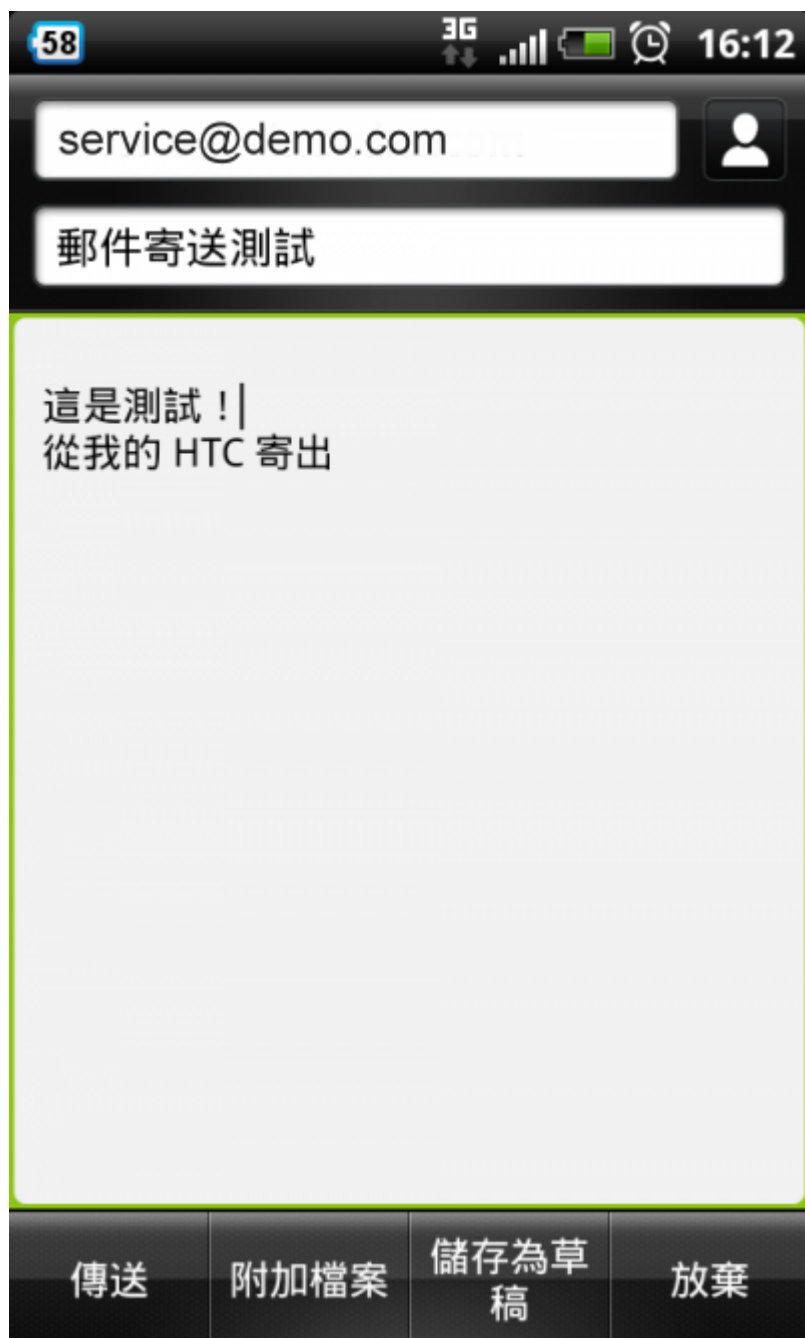 58 3G 16:12
service@demo.com
郵件寄送測試
這是測試！
從我的 HTC 寄出
傳送 附加檔案 儲存為草
稿 放棄